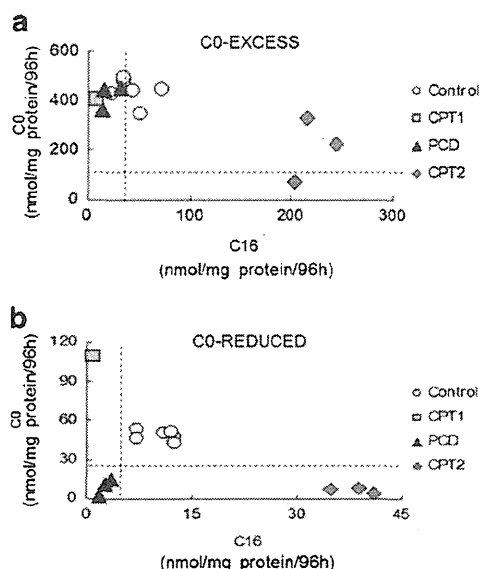 a
C0-EXCESS
600
400
200
0
C0
(nmol/mg protein/96h)
0
100
200
300
C16
(nmol/mg protein/96h)
Control
CPT1
PCD
CPT2
b
C0-REDUCED
120
90
60
30
0
C0
(nmol/mg protein/96h)
0
15
30
45
C16
(nmol/mg protein/96h)
Control
CPT1
PCD
CPT2